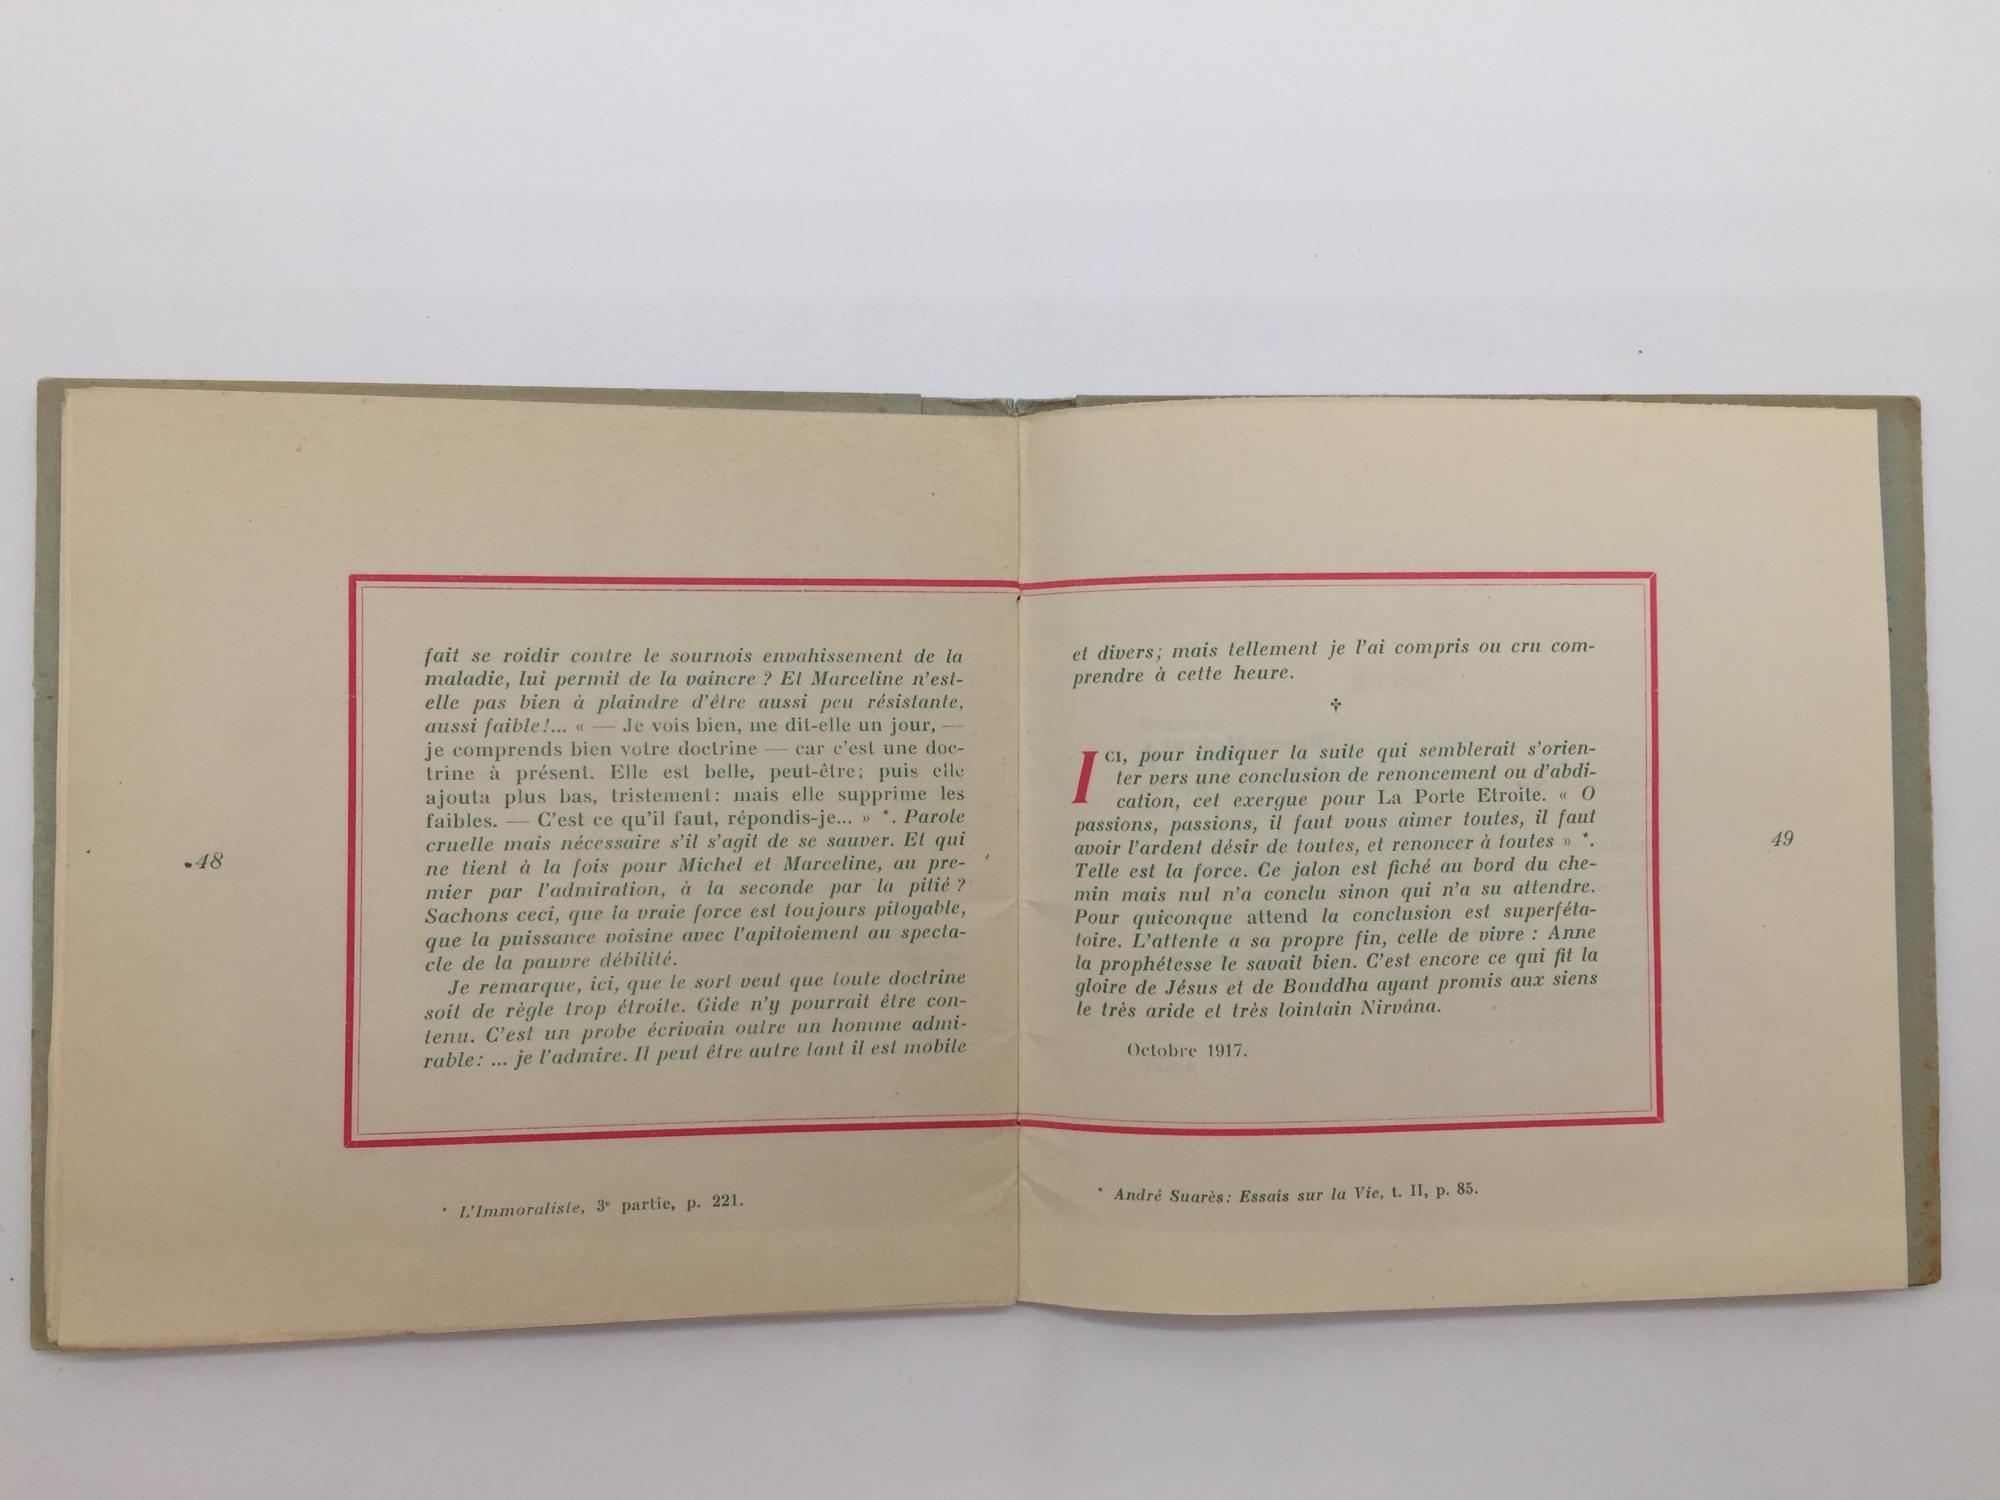 fait se roidir contre le sournois envahissement de la
maladie, lui permit de la vaincre ? Et Marceline n'est-
elle pas bien à plaindre d'être aussi peu résistante,
aussi faible!... « — Je vois bien, me dit-elle un jour, —
je comprends bien votre doctrine — car c'est une doc-
trine à présent. Elle est belle, peut-être; puis elle
ajouta plus bas, tristement: mais elle supprime les
faibles. — C'est ce qu'il faut, répondis-je... » *. Parole
cruelle mais nécessaire s'il s'agit de se sauver. Et qui
ne tient à la fois pour Michel et Marceline, au pre-
mier par l'admiration, à la seconde par la pitié ?
Sachons ceci, que la vraie force est toujours pitoyable,
que la puissance voisine avec l'apitoiement au specta-
cle de la pauvre débilité.
Je remarque, ici, que le sort veut que toute doctrine
soit de règle trop étroite. Gide n'y pourrait être con-
tenu. C'est un probe écrivain outre un homme admi-
rable: ... je l'admire. Il peut être autre tant il est mobile
48
* L'Immoraliste, 3e partie, p. 221.
et divers; mais tellement je l'ai compris ou cru com-
prendre à cette heure.
ICI, pour indiquer la suite qui semblerait s'orien-
ter vers une conclusion de renoncement ou d'abdi-
cation, cet exergue pour La Porte Etroite. « O
passions, passions, il faut vous aimer toutes, il faut
avoir l'ardent désir de toutes, et renoncer à toutes » *.
Telle est la force. Ce jalon est fiché au bord du che-
min mais nul n'a conclu sinon qui n'a su attendre.
Pour quiconque attend la conclusion est superféta-
toire. L'attente a sa propre fin, celle de vivre : Anne
la prophétesse le savait bien. C'est encore ce qui fit la
gloire de Jésus et de Bouddha ayant promis aux siens
le très aride et très lointain Nirvâna.
Octobre 1917.
49
* André Suarès: Essais sur la Vie, t. II, p. 85.